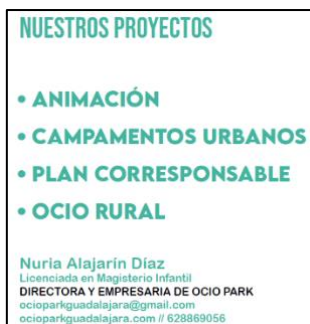 NUESTROS PROYECTOS
• ANIMACIÓN
• CAMPAMENTOS URBANOS
• PLAN CORRESPONSABLE
• OCIO RURAL
Nuria Alajarín Díaz
Licenciada en Magisterio Infantil
DIRECTORA Y EMPRESARIA DE OCIO PARK
ocioparkguadalajara@gmail.com
ocioparkguadalajara.com // 628869056